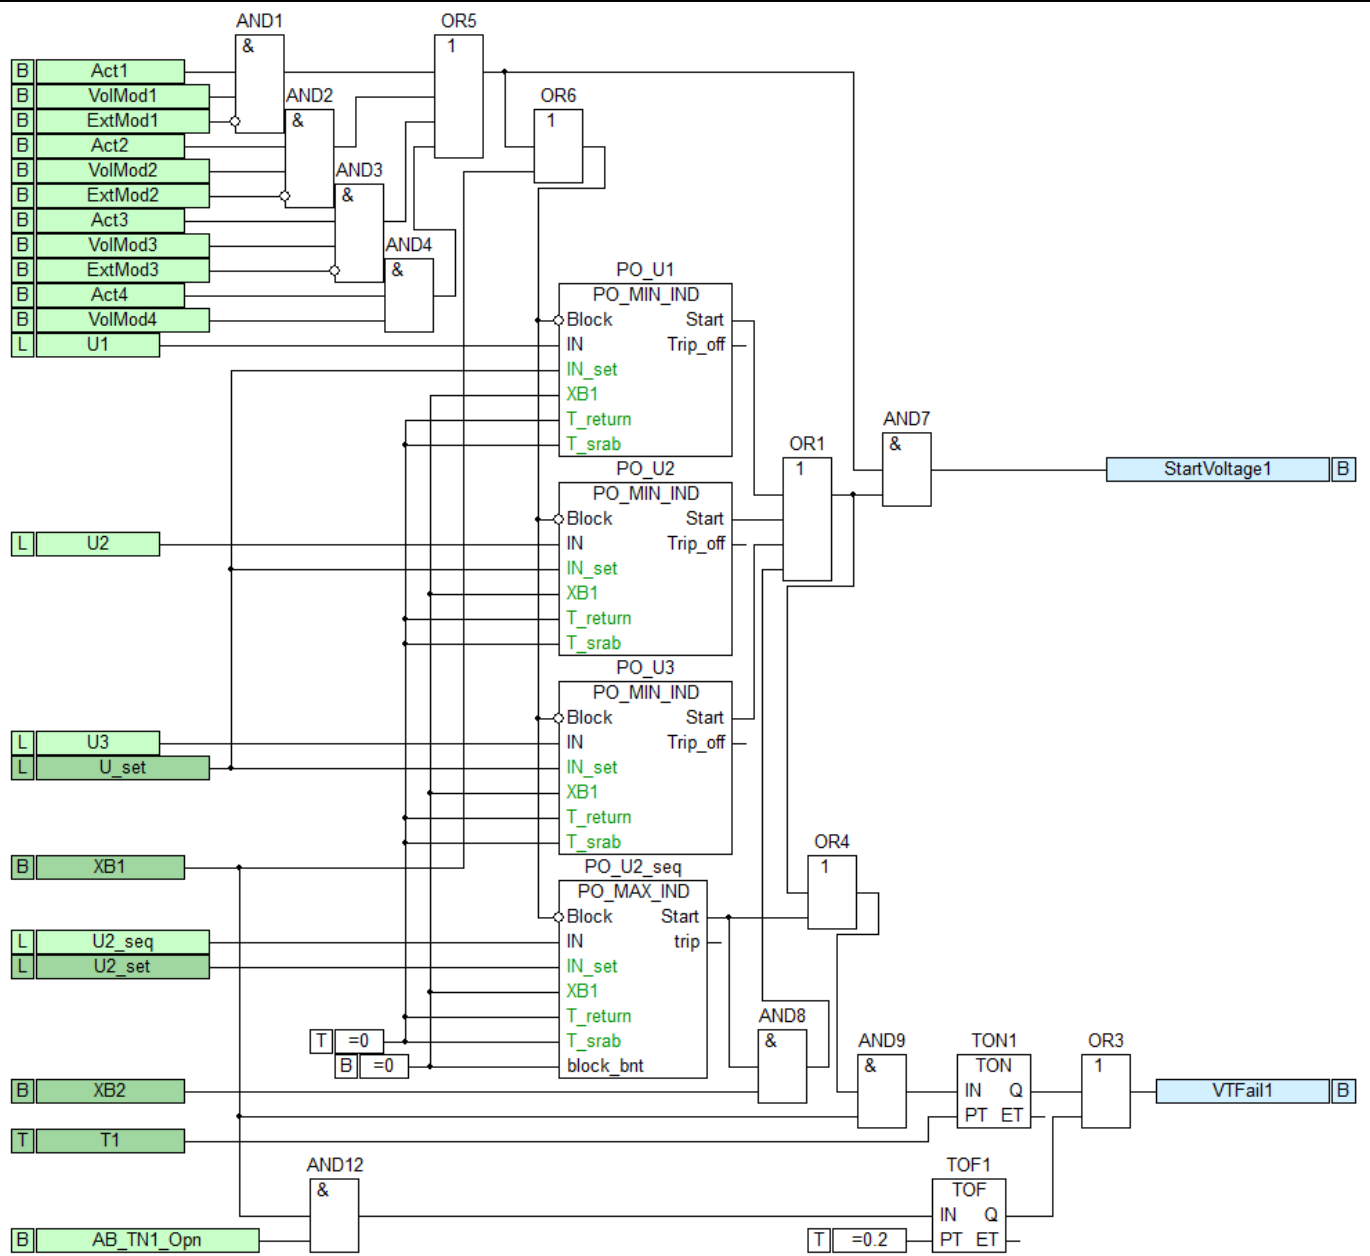 AND1 OR5
& 1
B Act1
B VolMod1 AND2 OR6
B ExtMod1 & 1
B Act2
B VolMod2 AND3
B ExtMod2 &
B Act3
B VolMod3 AND4
B ExtMod3 & PO_U1
B Act4 PO_MIN_IND
B VolMod4 Block Start
L U1 IN Trip_off
IN_set
XB1
T_return AND7
T_srab OR1 &
PO_U2 1 StartVoltage1 B
PO_MIN_IND
Block Start
L U2 IN Trip_off
IN_set
XB1
T_return
T_srab
PO_U3
PO_MIN_IND
Block Start
L U3 IN Trip_off
L U_set IN_set
XB1
T_return
T_srab OR4
B XB1 PO_U2_seq 1
PO_MAX_IND
Block Start
L U2_seq IN trip
L U2_set IN_set
XB1
T_return AND8
T =0 T_srab & AND9 TON1 OR3
B =0 block_bnt & TON 1
B XB2 IN Q VTFail1 B
PT ET
T T1
AND12 TOF1
& TOF
IN Q
B AB_TN1_Opn T =0.2 PT ET